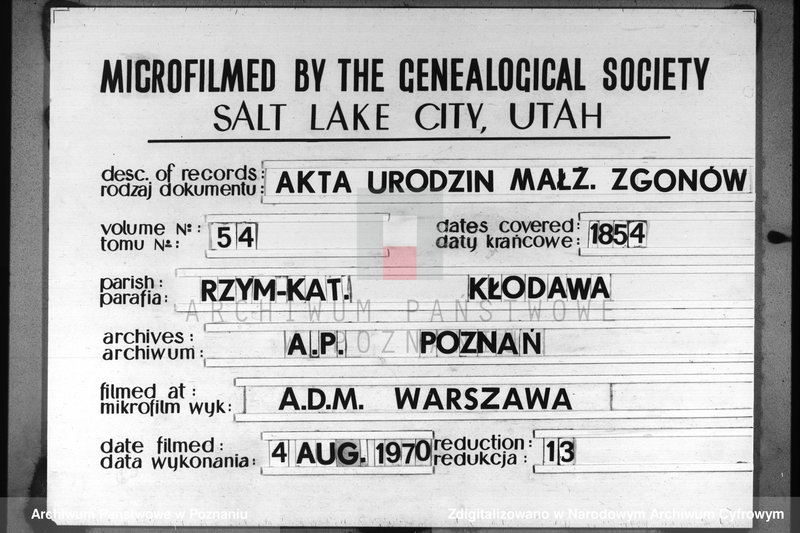 MICROFILMED BY THE GENEALOGICAL SOCIETY
SALT LAKE CITY, UTAH
desc. of records: AKTA URODZIN MAŁŻ. ZGONÓW
rodzaj dokumentu:
volume №: 54 dates covered: 1854
tomu №: daty krańcowe:
parish: RZYM-KAT. KŁODAWA
parafia:
ARCHIWUM PAŃSTWOWE
archives: A.P. POZNAŃ
archiwum:
W POZNANIU
filmed at: A.D.M. WARSZAWA
mikrofilm wyk:
date filmed: 4 AUG. 1970 reduction: 13
data wykonania: redukcja:
Archiwum Państwowe w Poznaniu Zdigitalizowano w Narodowym Archiwum Cyfrowym